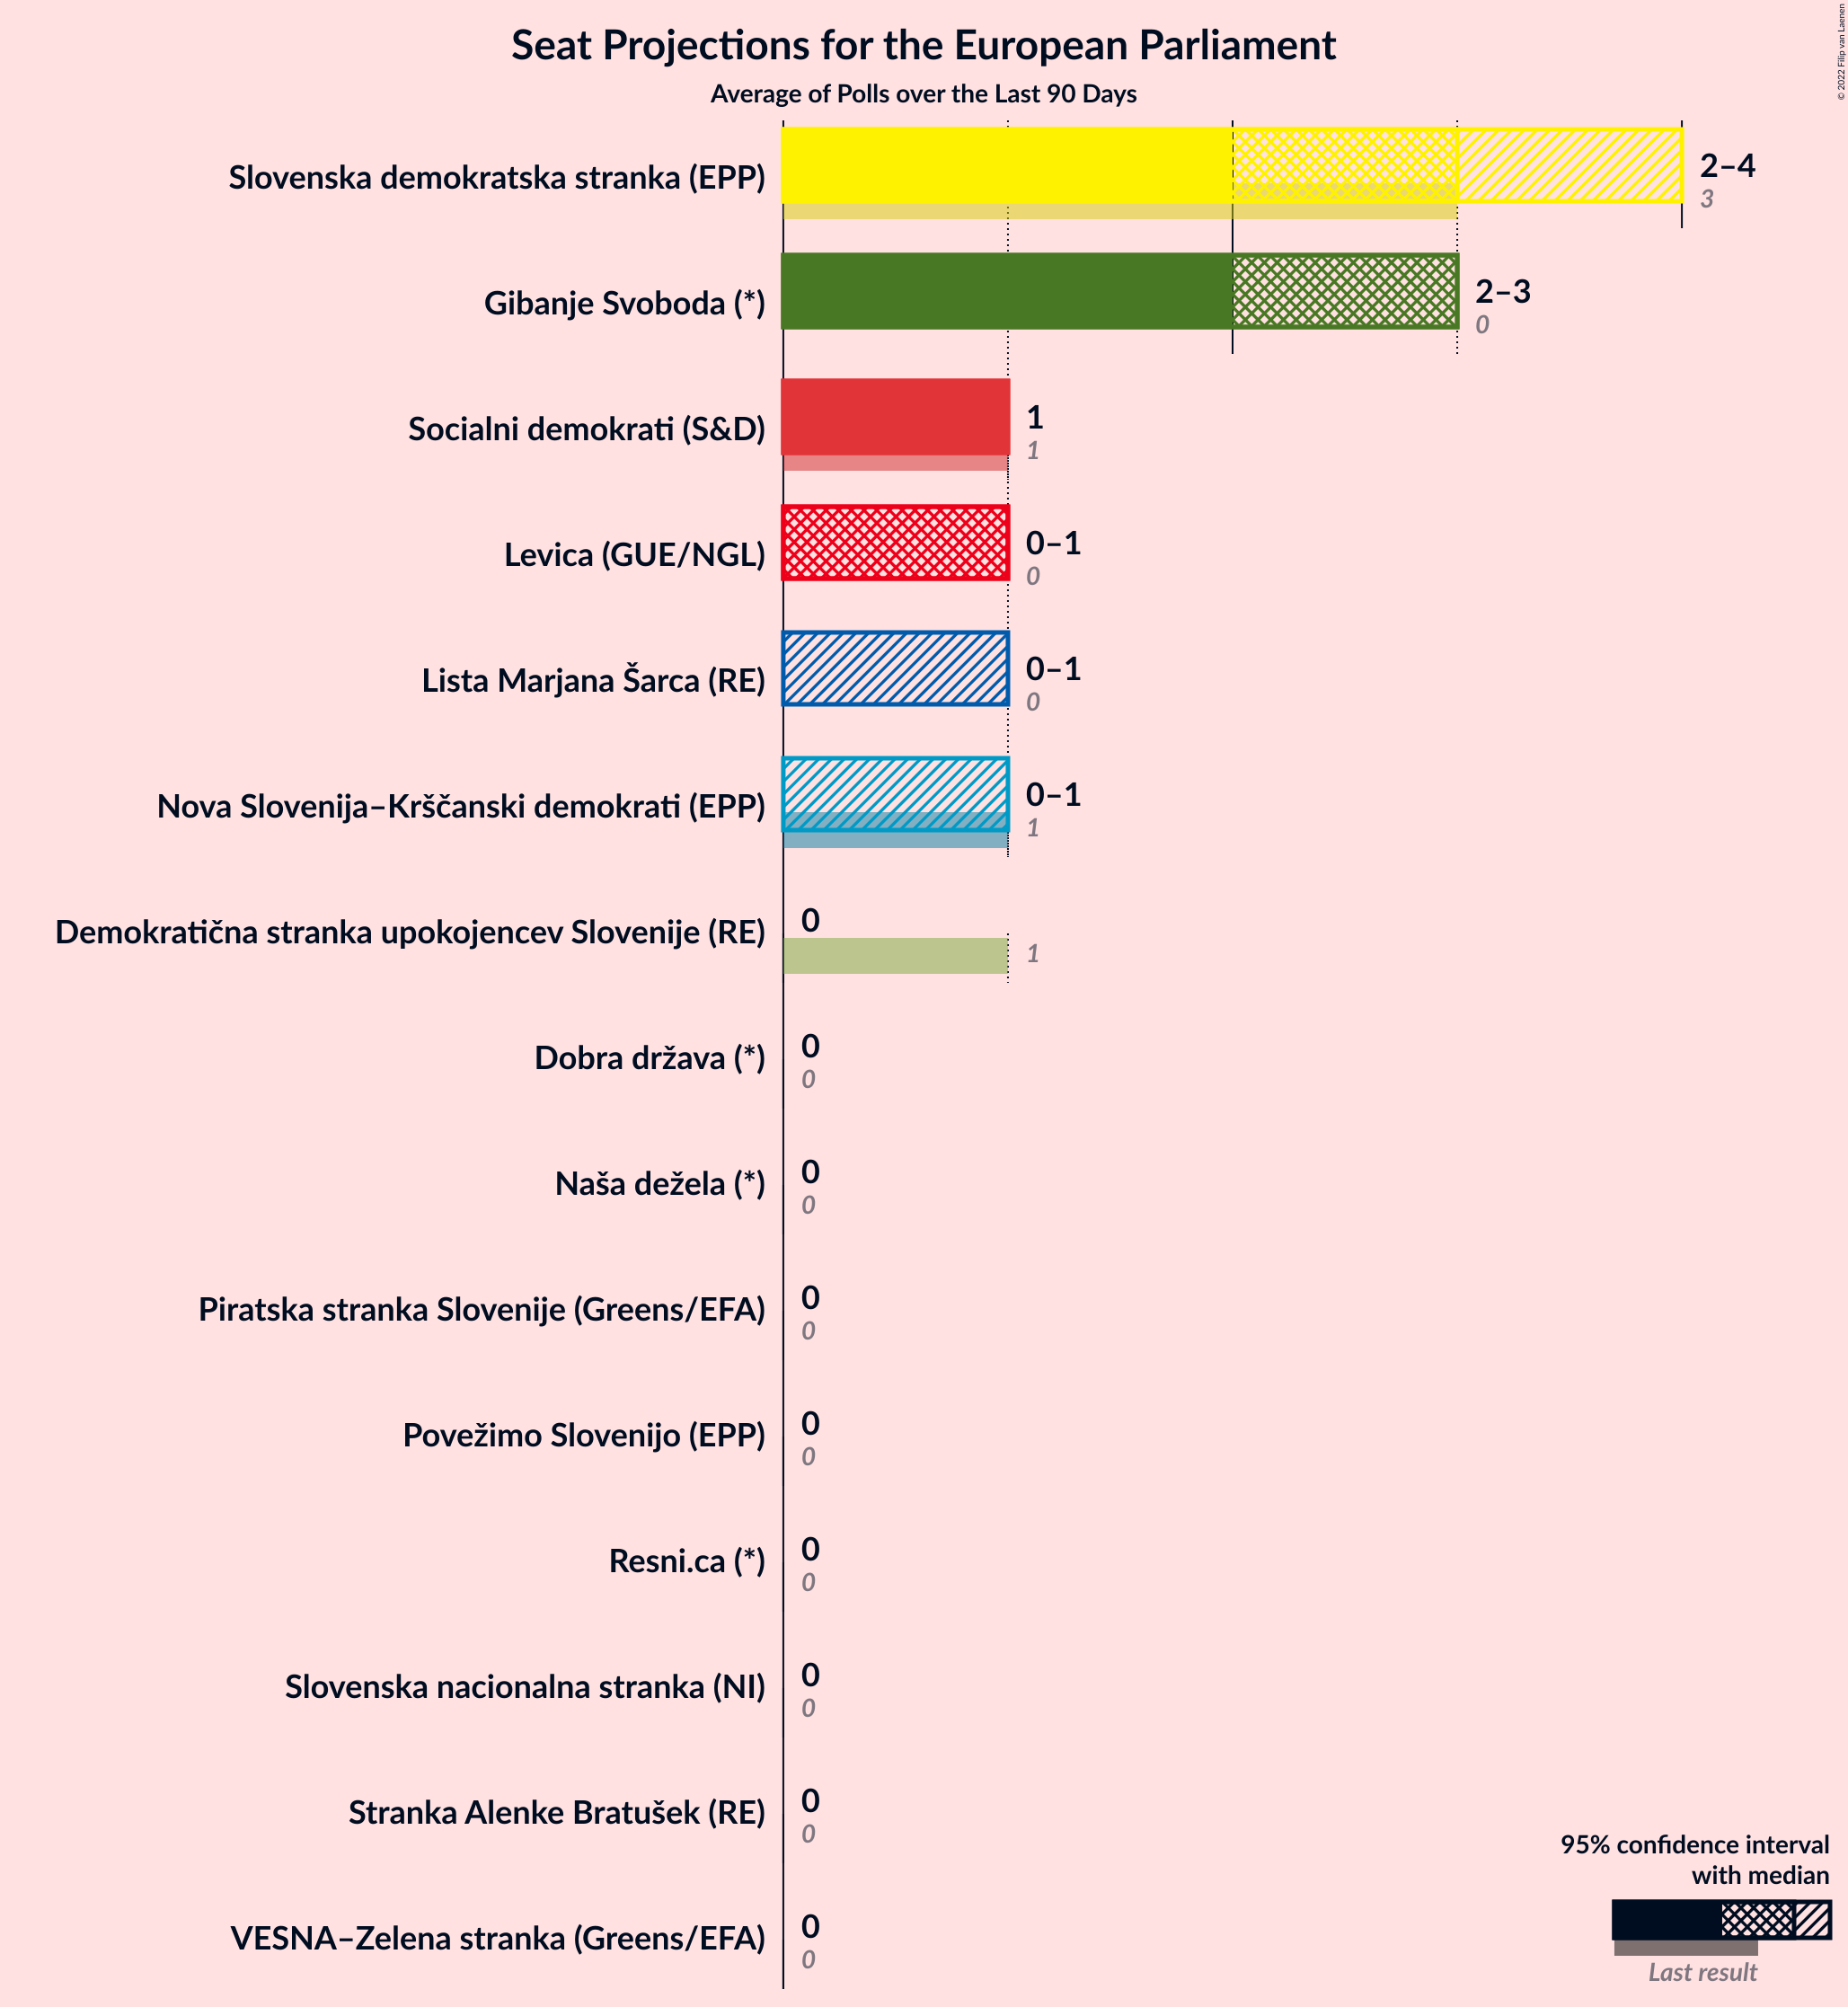 Seat Projections for the European Parliament
Average of Polls over the Last 90 Days
© 2022 Filip van Laenen
Slovenska demokratska stranka (EPP)
2–4
3
Gibanje Svoboda (*)
2–3
0
Socialni demokrati (S&D)
1
1
Levica (GUE/NGL)
0–1
0
Lista Marjana Šarca (RE)
0–1
0
Nova Slovenija–Krščanski demokrati (EPP)
0–1
1
Demokratična stranka upokojencev Slovenije (RE)
0
1
Dobra država (*)
0
0
Naša dežela (*)
0
0
Piratska stranka Slovenije (Greens/EFA)
0
0
Povežimo Slovenijo (EPP)
0
0
Resni.ca (*)
0
0
Slovenska nacionalna stranka (NI)
0
0
Stranka Alenke Bratušek (RE)
0
0
VESNA–Zelena stranka (Greens/EFA)
0
0
95% confidence interval
with median
Last result